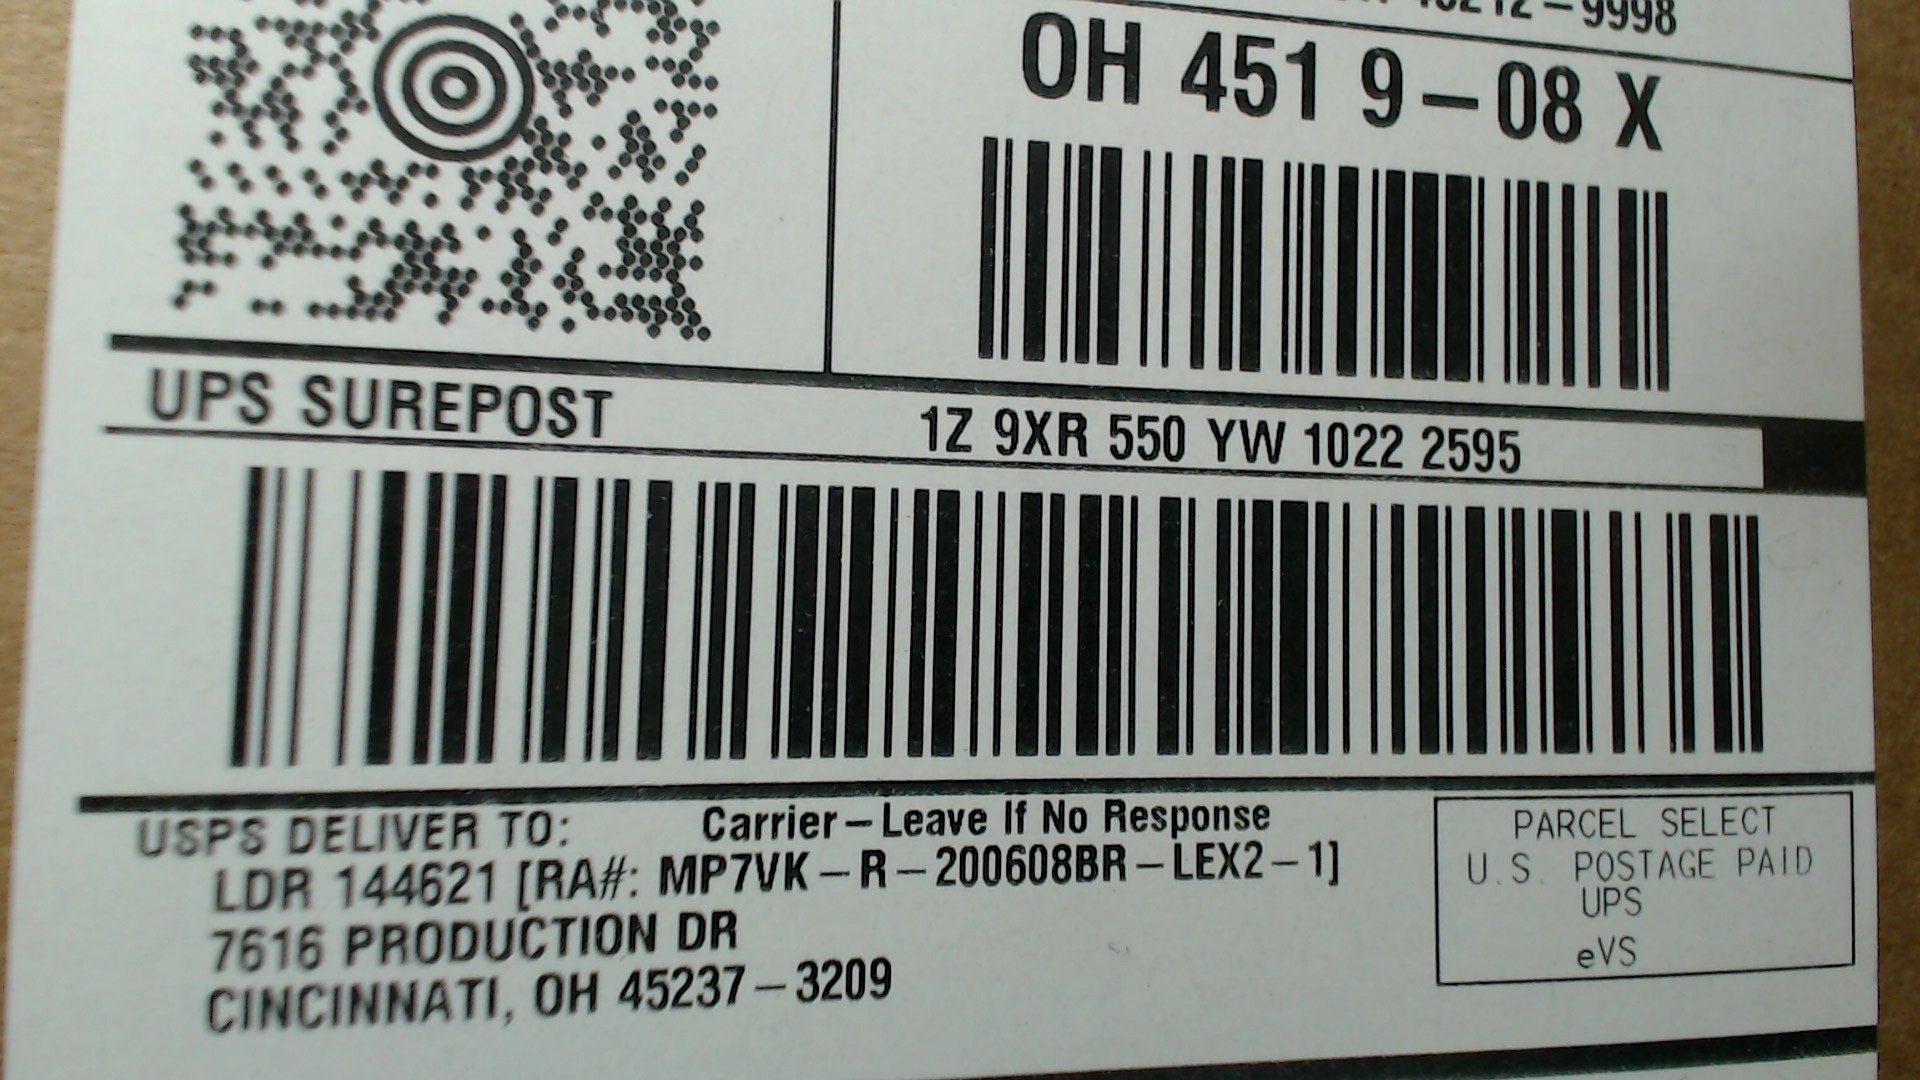 9998
OH 451 9-08 X
UPS SUREPOST
1Z 9XR 550 YW 1022 2595
USPS DELIVER TO:
Carrier-Leave If No Response
LDR 144621 [RA#: MP7VK-R-200608BR-LEX2-1]
7616 PRODUCTION DR
CINCINNATI, OH 45237-3209
PARCEL SELECT
U.S. POSTAGE PAID
UPS
eVS